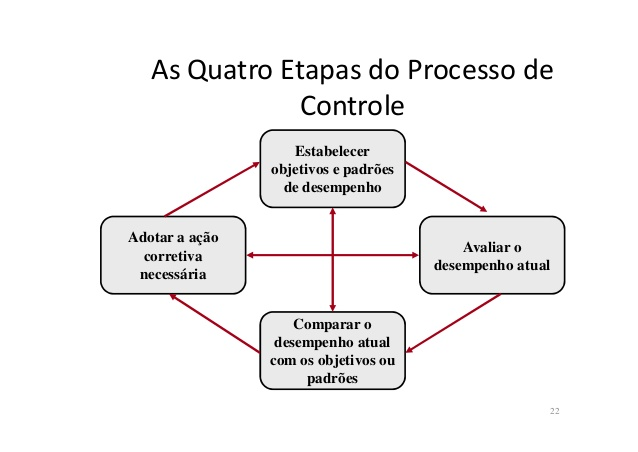 As Quatro Etapas do Processo de
Controle
Estabelecer
objetivos e padrões
de desempenho
Adotar a ação
corretiva
necessária
Avaliar o
desempenho atual
Comparar o
desempenho atual
com os objetivos ou
padrões
22